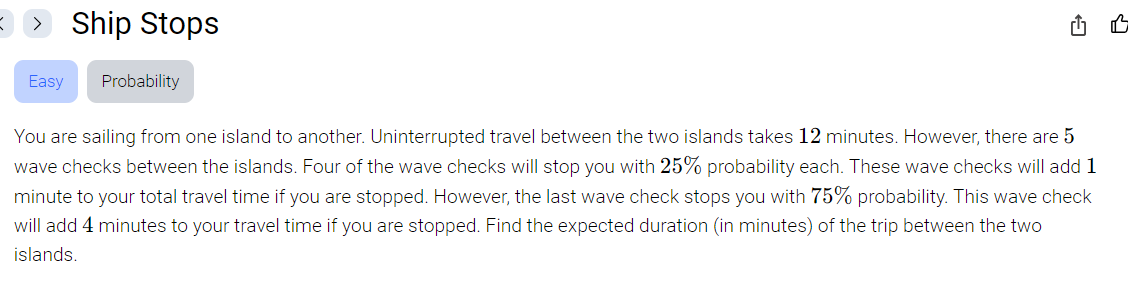 Ship Stops
Easy Probability
You are sailing from one island to another. Uninterrupted travel between the two islands takes 12 minutes. However, there are 5
wave checks between the islands. Four of the wave checks will stop you with 25% probability each. These wave checks will add 1
minute to your total travel time if you are stopped. However, the last wave check stops you with 75% probability. This wave check
will add 4 minutes to your travel time if you are stopped. Find the expected duration (in minutes) of the trip between the two
islands.